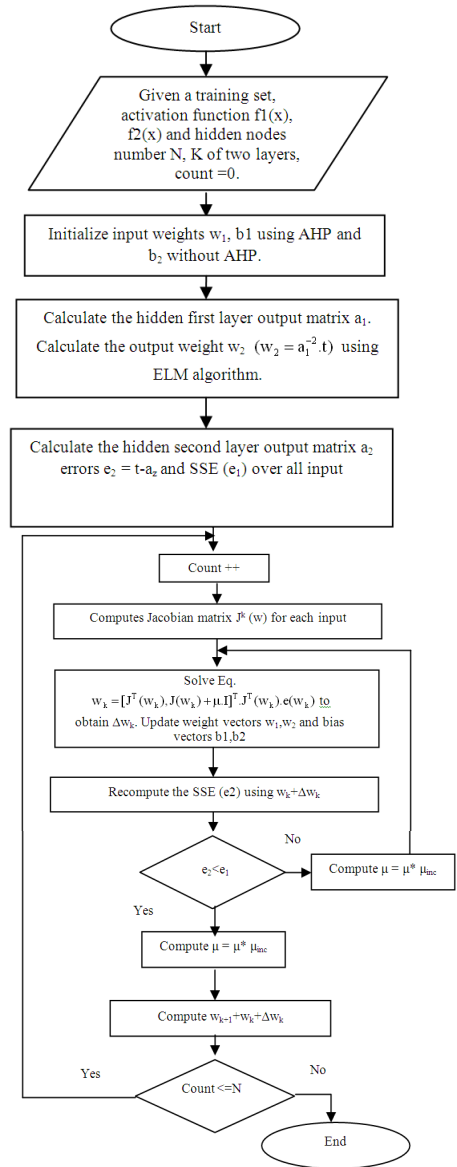 Start
Given a training set,
activation function f1(x),
f2(x) and hidden nodes
number N, K of two layers,
count =0.
Initialize input weights w₁, b1 using AHP and
b₂ without AHP.
Calculate the hidden first layer output matrix a₁.
Calculate the output weight w₂ (w₂ = a₁⁻².t) using
ELM algorithm.
Calculate the hidden second layer output matrix a₂
errors e₂ = t-a_z and SSE (e₁) over all input
Count ++
Computes Jacobian matrix Jᵏ (w) for each input
Solve Eq.
wₖ =[Jᵀ(wₖ).J(wₖ)+μ.I]ᵀ.Jᵀ(wₖ).e(wₖ) to
obtain Δwₖ. Update weight vectors w₁,w₂ and bias
vectors b1,b2
Recompute the SSE (e2) using wₖ+Δwₖ
No
e₂<e₁
Compute μ = μ* μᵢₙc
Yes
Compute μ = μ* μᵢₙc
Compute wₖ₊₁+wₖ+Δwₖ
Yes
No
Count <=N
End